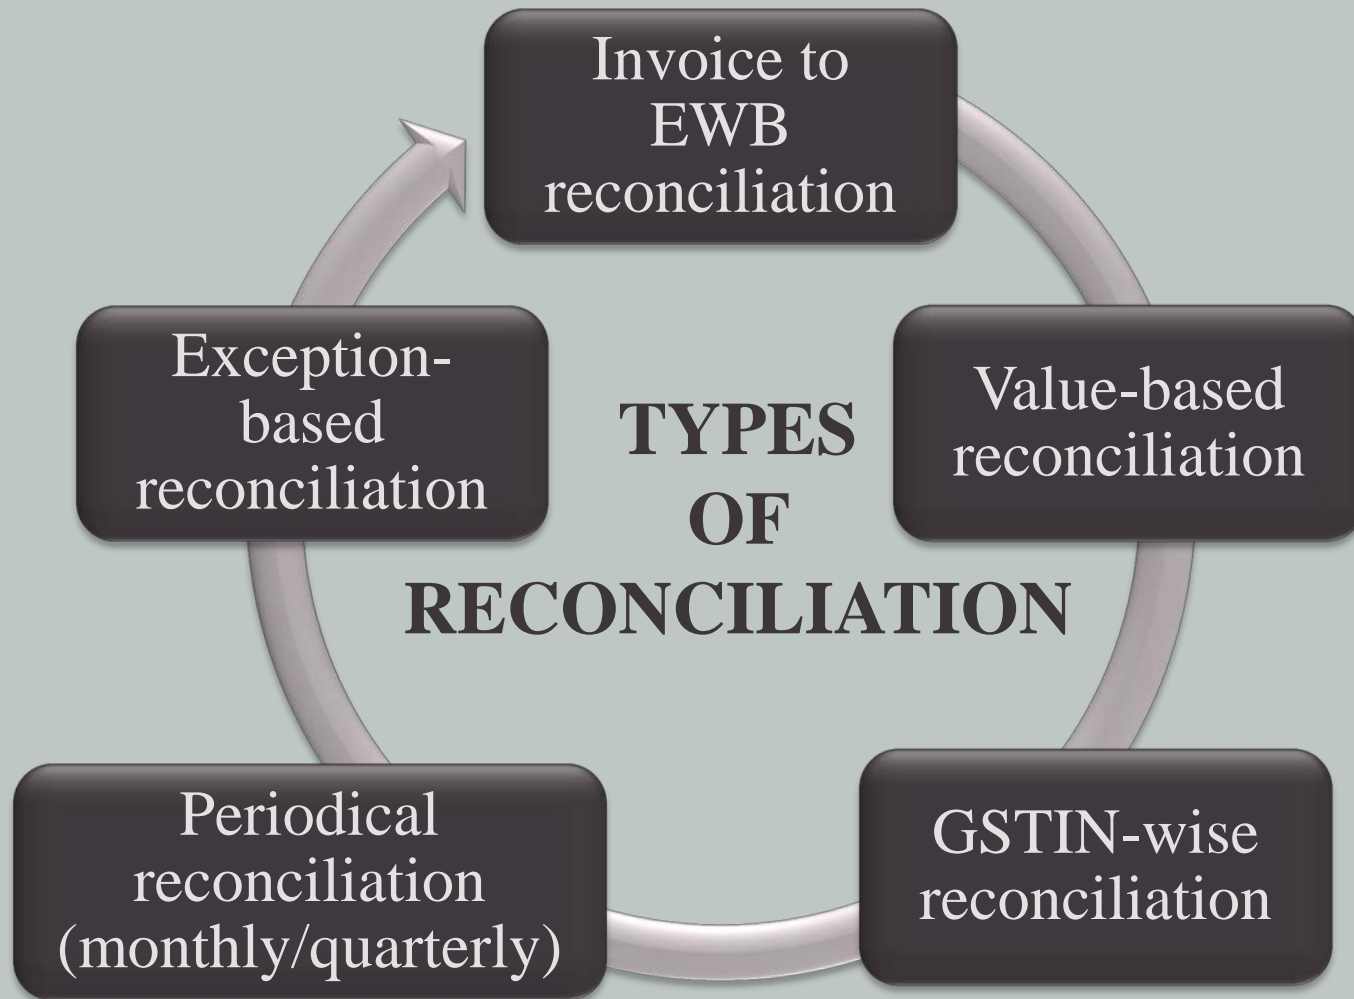 Invoice to
EWB
reconciliation
Value-based
reconciliation
GSTIN-wise
reconciliation
Periodical
reconciliation
(monthly/quarterly)
Exception-
based
reconciliation
TYPES
OF
RECONCILIATION